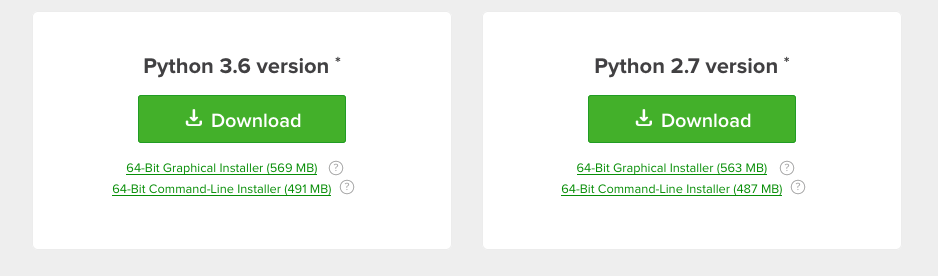 Python 3.6 version *
Download
64-Bit Graphical Installer (569 MB) ?
64-Bit Command-Line Installer (491 MB) ?
Python 2.7 version *
Download
64-Bit Graphical Installer (563 MB) ?
64-Bit Command-Line Installer (487 MB) ?